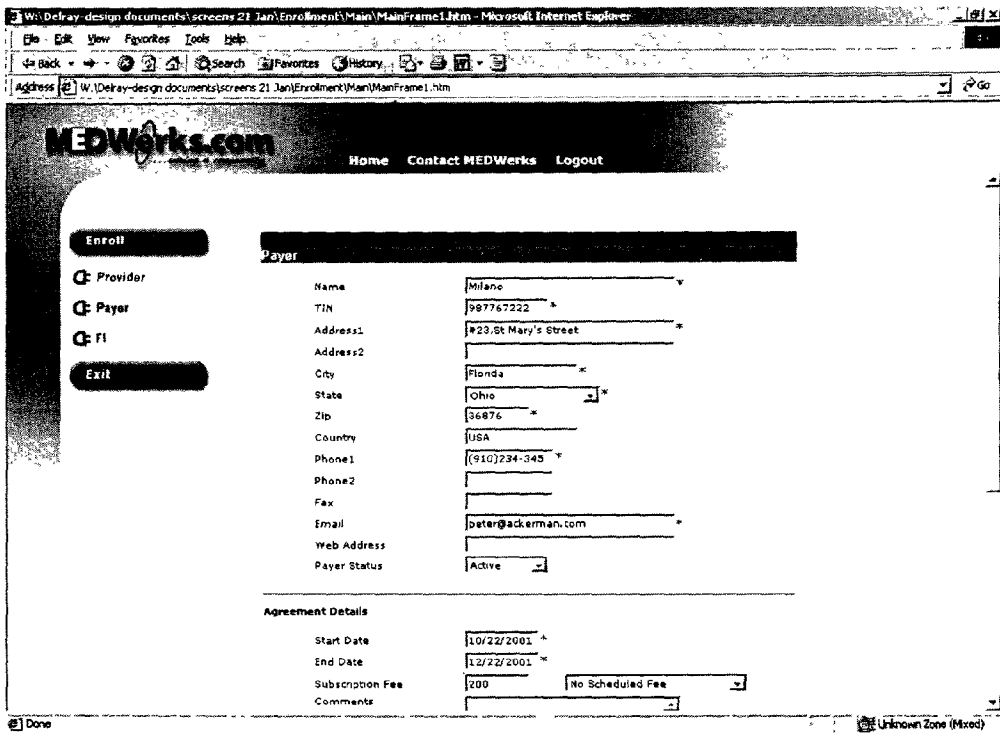 W:\Delray-design documents\screens 21 Jan\Enrollment\Main\MainFrame1.htm - Microsoft Internet Explorer
File Edit View Favorites Tools Help
Back Search Favorites History
Address W:\Delray-design documents\screens 21 Jan\Enrolment\Main\MainFrame1.htm Go
MEDWerks.com
Home Contact MEDWerks Logout
Enroll
Provider
Payer
FI
Exit
Payer
Name Milano *
TIN 987767222 *
Address1 #23,St Mary's Street *
Address2
City Florida *
State Ohio *
Zip 36876 *
Country USA
Phone1 (910)234-345 *
Phone2
Fax
Email peter@ackerman.com *
Web Address
Payer Status Active
Agreement Details
Start Date 10/22/2001 *
End Date 12/22/2001 *
Subscription Fee 200 No Scheduled Fee
Comments
Done Unknown Zone (Mixed)